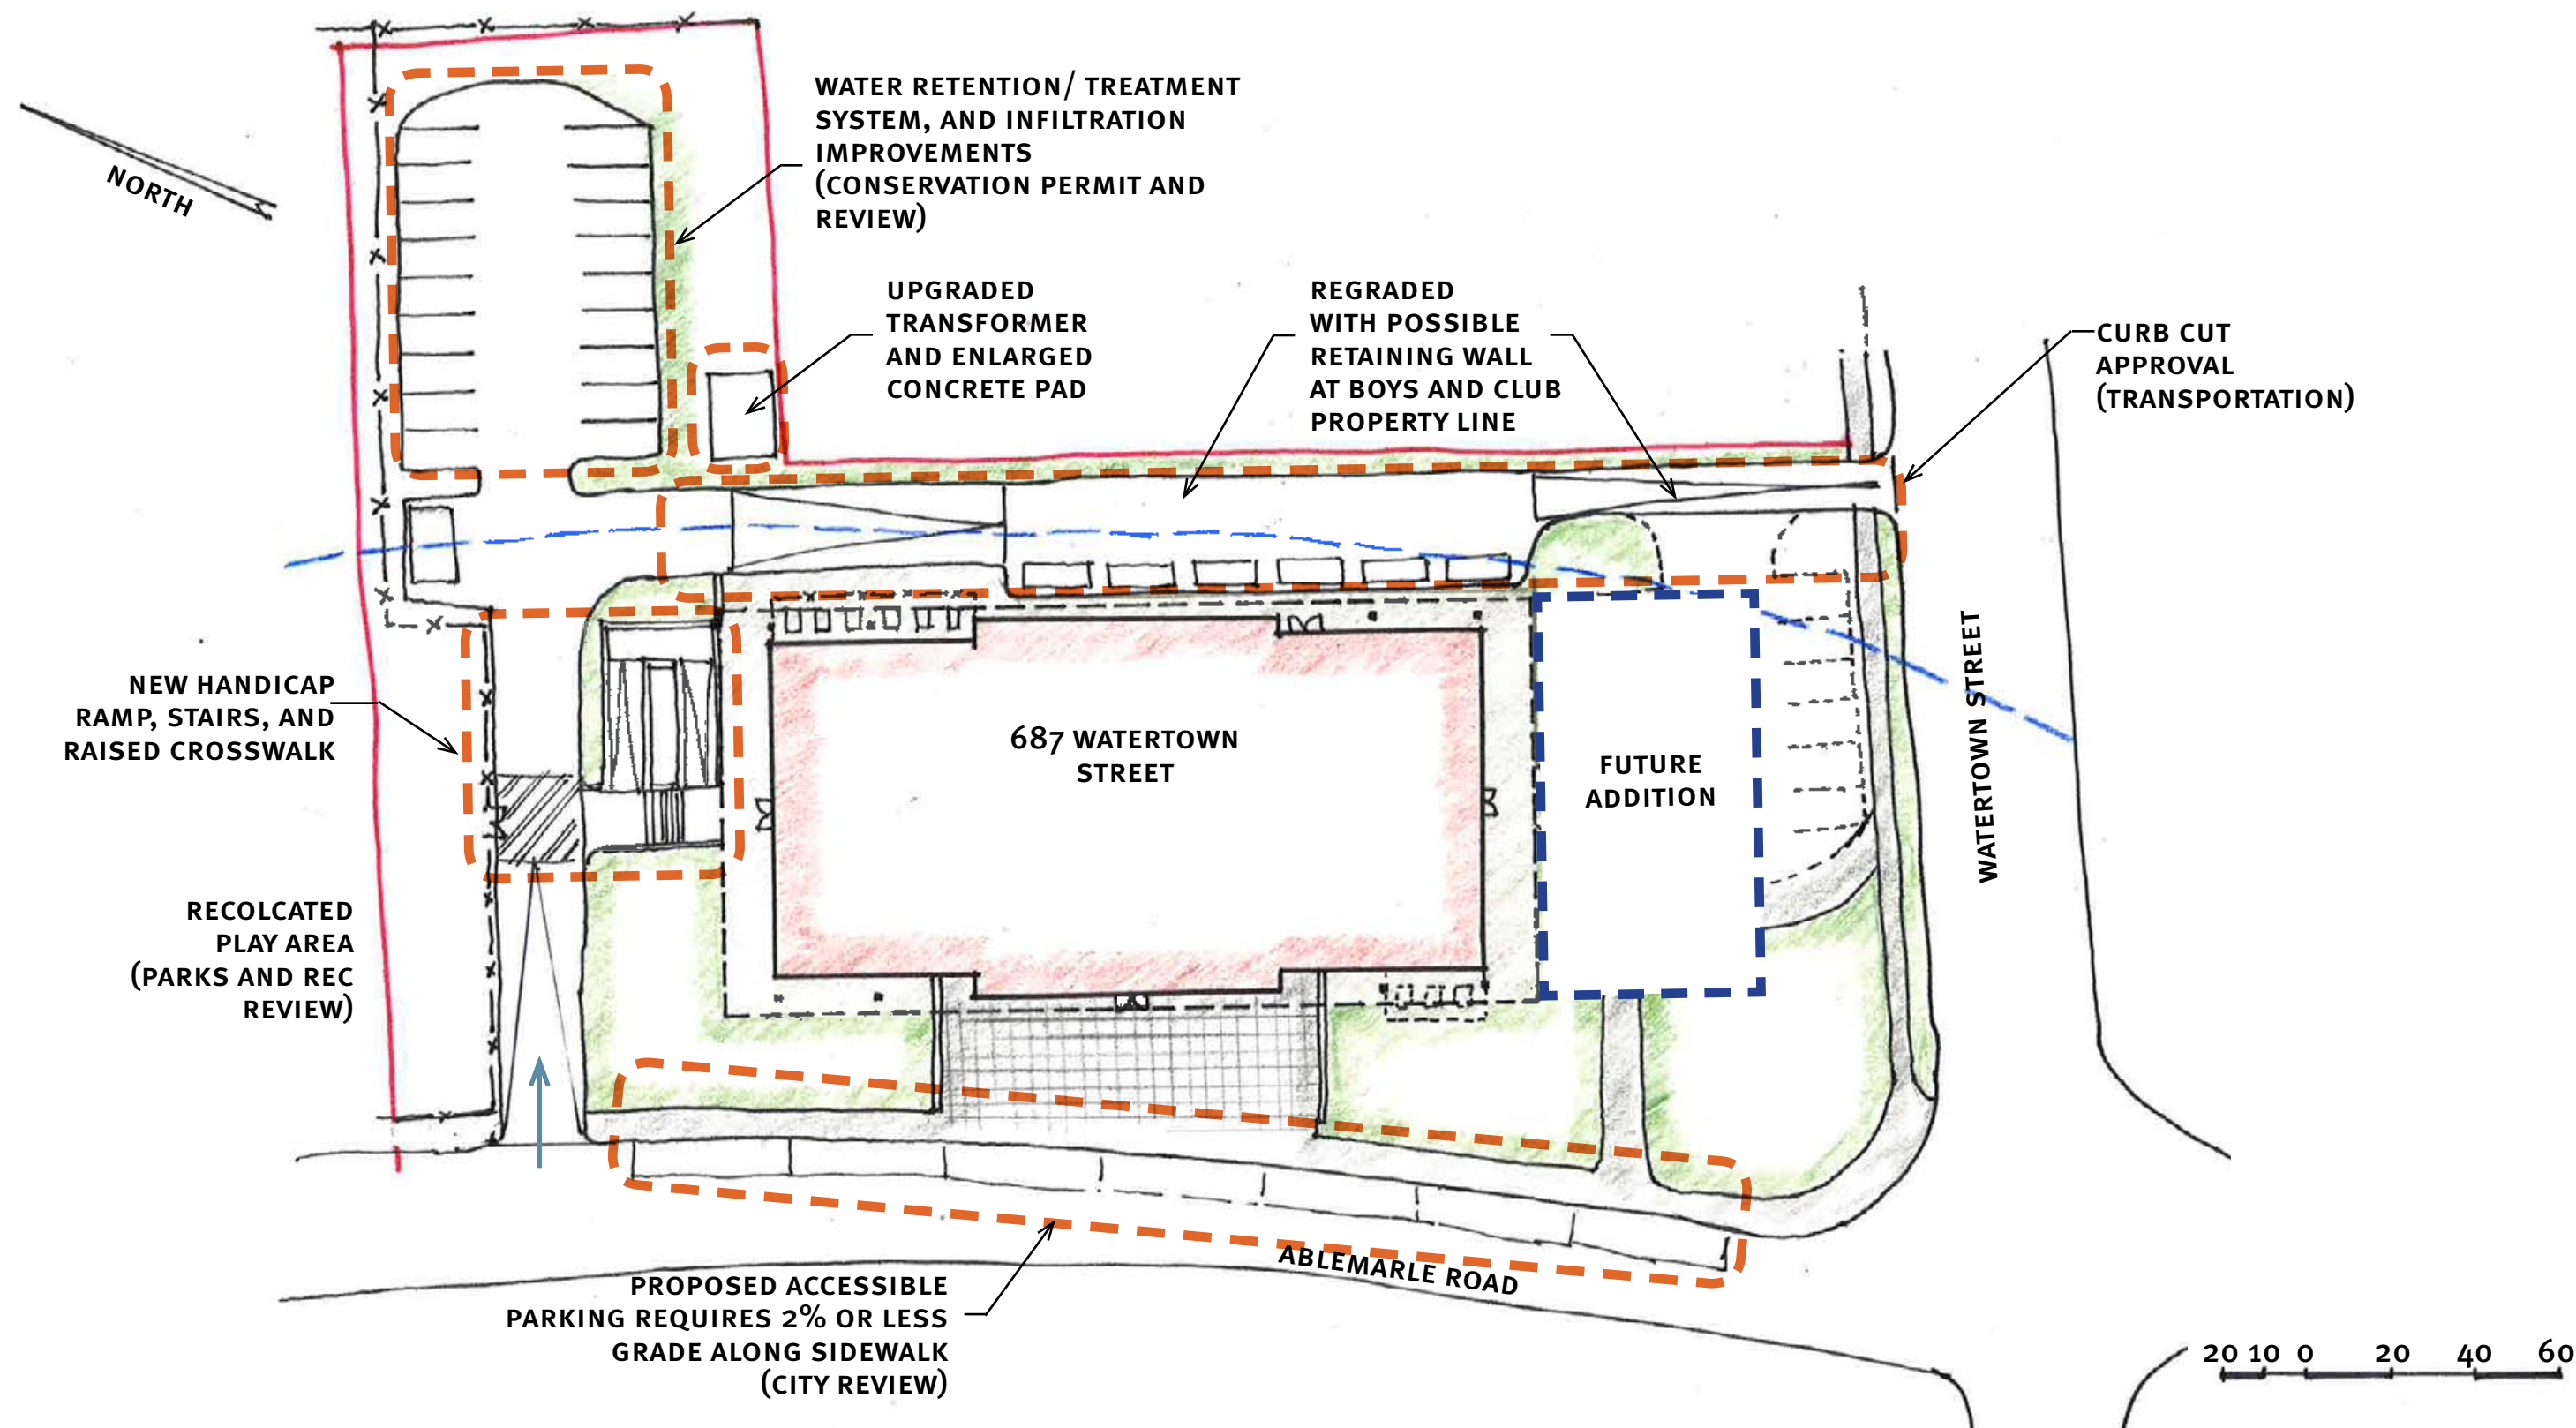 WATER RETENTION/ TREATMENT
SYSTEM, AND INFILTRATION
IMPROVEMENTS
(CONSERVATION PERMIT AND
REVIEW)
NORTH
UPGRADED
TRANSFORMER
AND ENLARGED
CONCRETE PAD
REGRADED
WITH POSSIBLE
RETAINING WALL
AT BOYS AND CLUB
PROPERTY LINE
CURB CUT
APPROVAL
(TRANSPORTATION)
NEW HANDICAP
RAMP, STAIRS, AND
RAISED CROSSWALK
687 WATERTOWN
STREET
FUTURE
ADDITION
WATERTOWN STREET
RECOLCATED
PLAY AREA
(PARKS AND REC
REVIEW)
ABLEMARLE ROAD
PROPOSED ACCESSIBLE
PARKING REQUIRES 2% OR LESS
GRADE ALONG SIDEWALK
(CITY REVIEW)
20 10 0 20 40 60